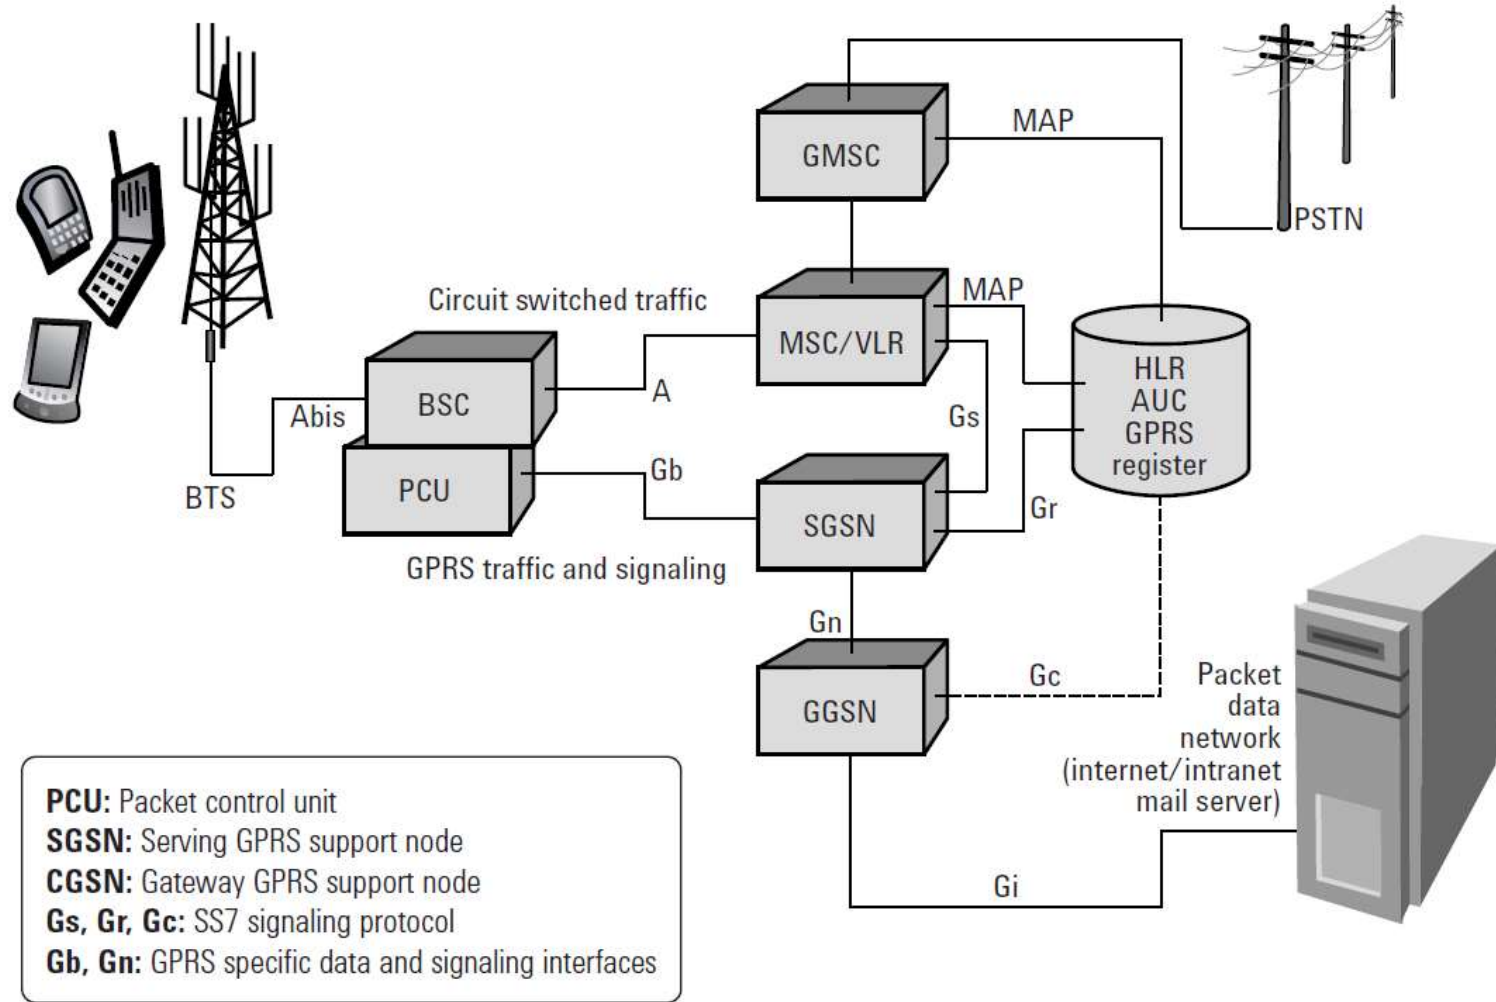 GMSC
MAP
PSTN
Circuit switched traffic
MSC/VLR
MAP
HLR
AUC
GPRS
register
BSC
A
Abis
Gs
PCU
Gb
BTS
SGSN
Gr
GPRS traffic and signaling
Gn
GGSN
Gc
Packet
data
network
(internet/intranet
mail server)
Gi
PCU: Packet control unit
SGSN: Serving GPRS support node
CGSN: Gateway GPRS support node
Gs, Gr, Gc: SS7 signaling protocol
Gb, Gn: GPRS specific data and signaling interfaces